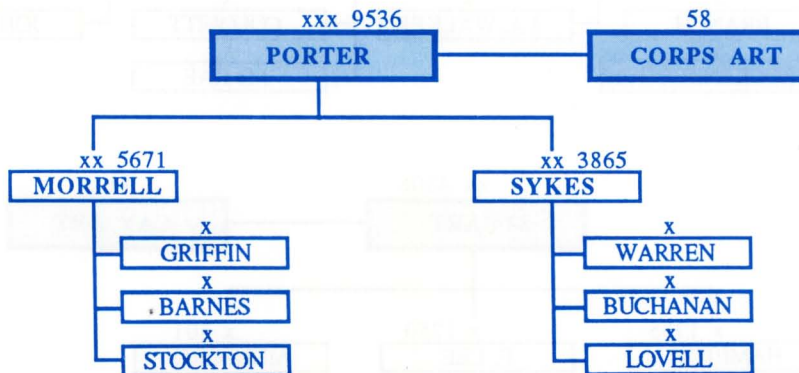 xxx 9536
PORTER
58
CORPS ART
xx 5671
MORRELL
x
GRIFFIN
x
BARNES
x
STOCKTON
xx 3865
SYKES
x
WARREN
x
BUCHANAN
x
LOVELL